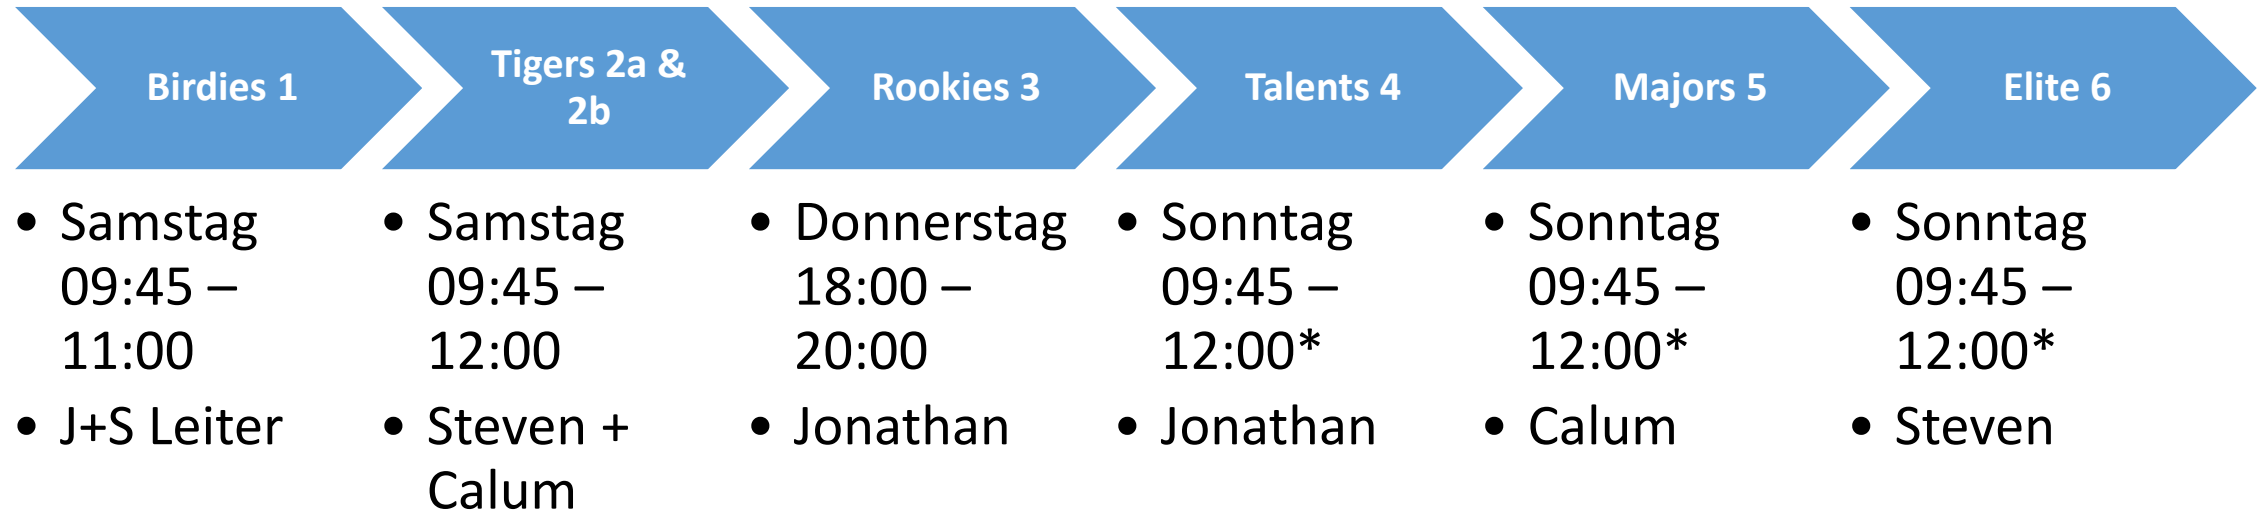 Birdies 1
Tigers 2a &
2b
Rookies 3
Talents 4
Majors 5
Elite 6
• Samstag
09:45 –
11:00
• J+S Leiter
• Samstag
09:45 –
12:00
• Steven +
Calum
• Donnerstag
18:00 –
20:00
• Jonathan
• Sonntag
09:45 –
12:00*
• Jonathan
• Sonntag
09:45 –
12:00*
• Calum
• Sonntag
09:45 –
12:00*
• Steven